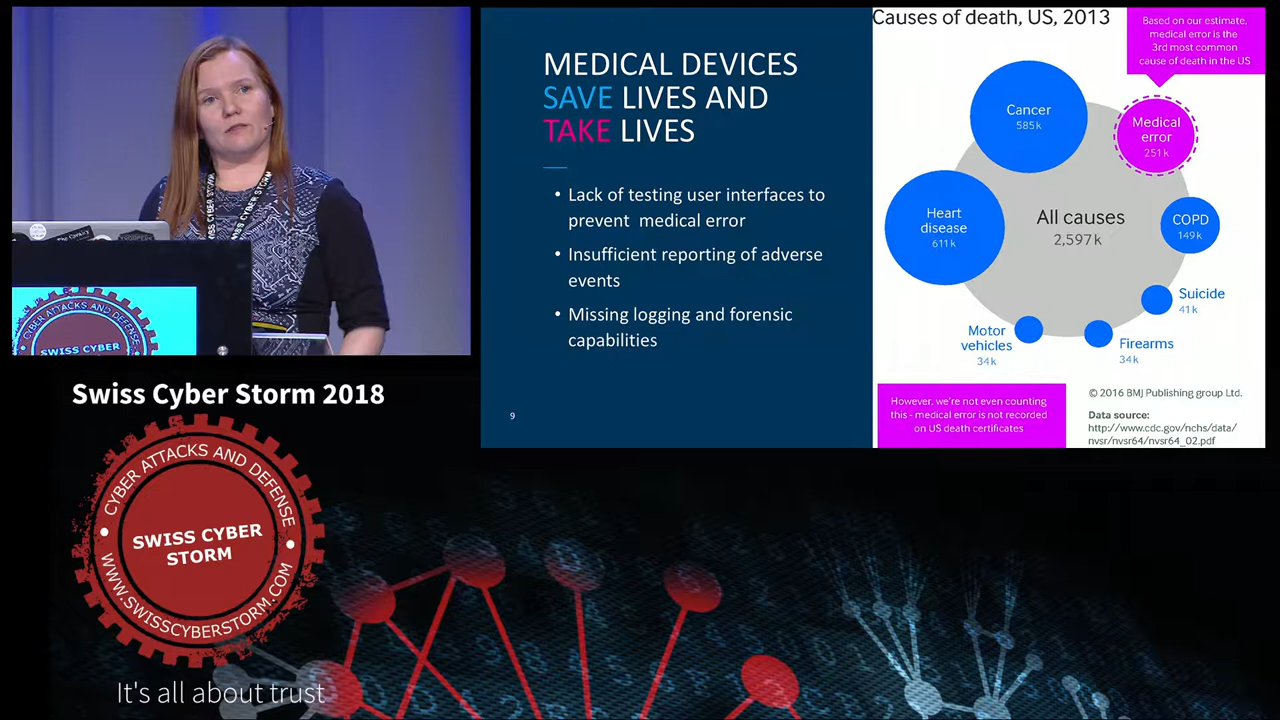 MEDICAL DEVICES
SAVE LIVES AND
TAKE LIVES
• Lack of testing user interfaces to
prevent  medical error
• Insufficient reporting of adverse
events
• Missing logging and forensic
capabilities
9
Causes of death, US, 2013
Based on our estimate,
medical error is the
3rd most common
cause of death in the US
Cancer
585k
Medical
error
251k
Heart
disease
611k
All causes
2,597k
COPD
149k
Suicide
41k
Motor
vehicles
34k
Firearms
34k
However, we're not even counting
this - medical error is not recorded
on US death certificates
© 2016 BMJ Publishing group Ltd.
Data source:
http://www.cdc.gov/nchs/data/
nvsr/nvsr64/nvsr64_02.pdf
CYBER ATTACKS AND DEFENSE
SWISS CYBER
Swiss Cyber Storm 2018
CYBER ATTACKS AND DEFENSE
SWISS CYBER
STORM
WWW.SWISSCYBERSTORM.COM
It's all about trust